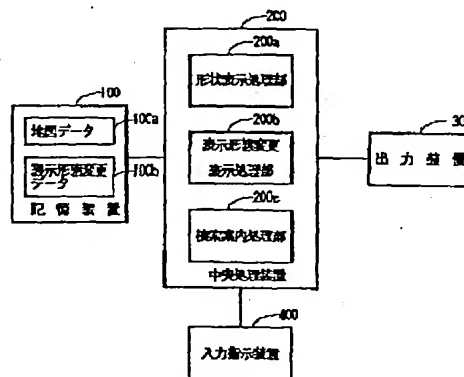 200
200a
形状表示処理部
100
100a
地図データ
200b
表示形態変更
表示処理部
100b
表示形態変更
データ
記憶装置
30
出力装置
200c
検索案内処理部
中央処理装置
400
入力指示装置